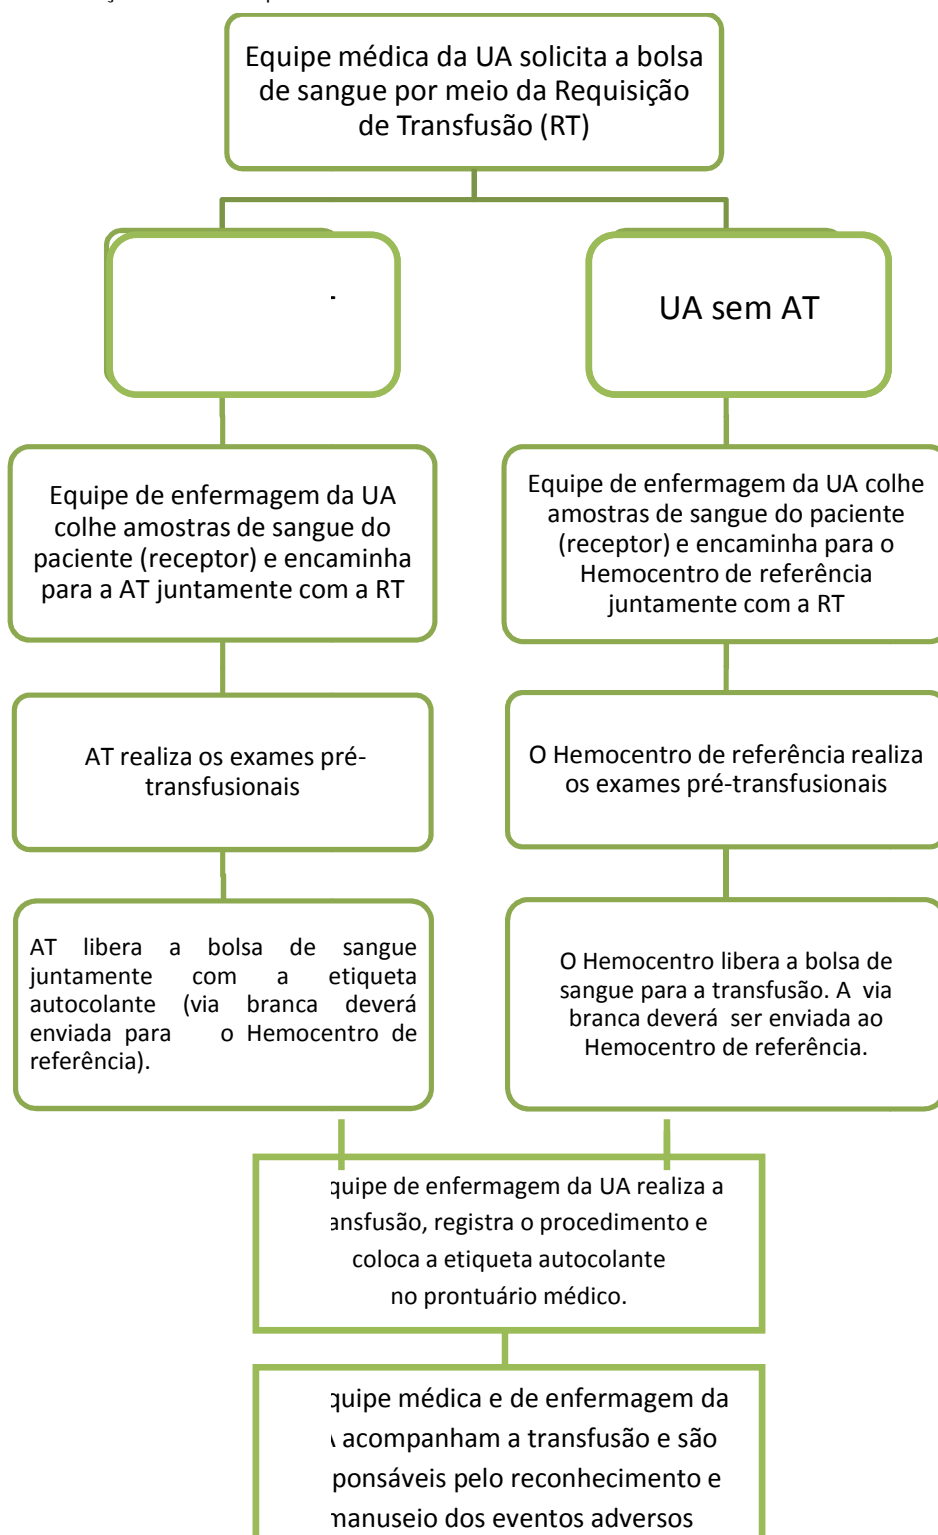 Equipe médica da UA solicita a bolsa
de sangue por meio da Requisição
de Transfusão (RT)
UA sem AT
Equipe de enfermagem da UA
colhe amostras de sangue do
paciente (receptor) e encaminha
para a AT juntamente com a RT
Equipe de enfermagem da UA colhe
amostras de sangue do paciente
(receptor) e encaminha para o
Hemocentro de referência
juntamente com a RT
AT realiza os exames pré-
transfusionais
O Hemocentro de referência realiza
os exames pré-transfusionais
AT libera a bolsa de sangue
juntamente com a etiqueta
autocolante (via branca deverá
enviada para o Hemocentro de
referência).
O Hemocentro libera a bolsa de
sangue para a transfusão. A via
branca deverá ser enviada ao
Hemocentro de referência.
quipe de enfermagem da UA realiza a
ansfusão, registra o procedimento e
coloca a etiqueta autocolante
no prontuário médico.
quipe médica e de enfermagem da
acompanham a transfusão e são
ponsáveis pelo reconhecimento e
manuseio dos eventos adversos